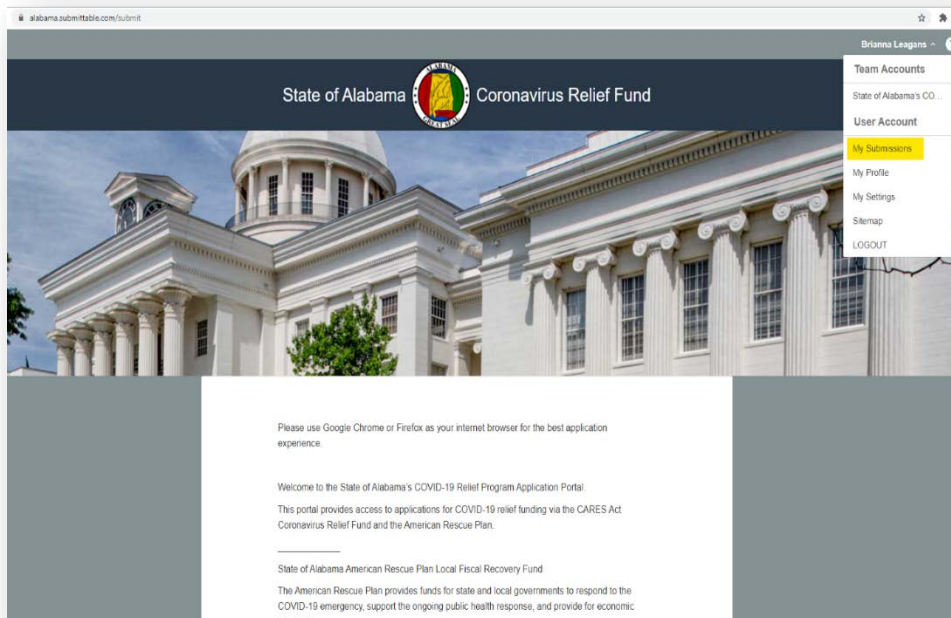 alabama.submittable.com/submit
Brianna Leagans
Team Accounts
State of Alabama's CO...
User Account
My Submissions
My Profile
My Settings
Sitemap
LOGOUT
State of Alabama
ALABAMA
GREAT SEAL
Coronavirus Relief Fund
Please use Google Chrome or Firefox as your internet browser for the best application
experience.
Welcome to the State of Alabama's COVID-19 Relief Program Application Portal.
This portal provides access to applications for COVID-19 relief funding via the CARES Act
Coronavirus Relief Fund and the American Rescue Plan.
State of Alabama American Rescue Plan Local Fiscal Recovery Fund
The American Rescue Plan provides funds for state and local governments to respond to the
COVID-19 emergency, support the ongoing public health response, and provide for economic